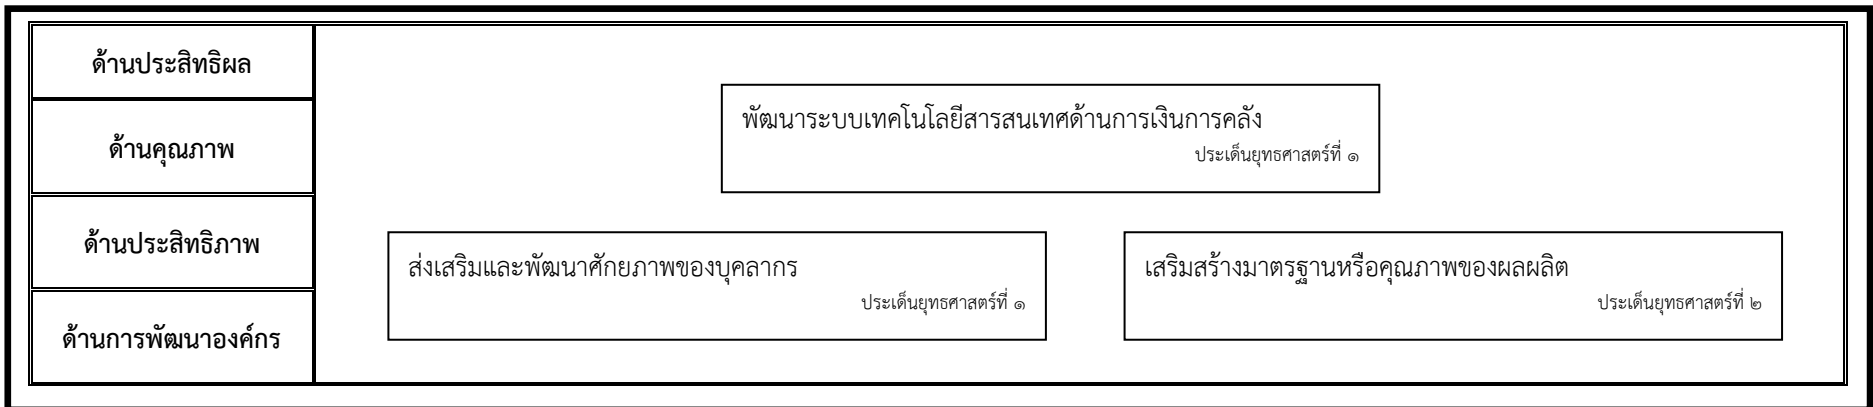 ด้านประสิทธิผล
ด้านคุณภาพ
ด้านประสิทธิภาพ
ด้านการพัฒนาองค์กร
พัฒนาระบบเทคโนโลยีสารสนเทศด้านการเงินการคลัง
ประเด็นยุทธศาสตร์ที่ ๑
ส่งเสริมและพัฒนาศักยภาพของบุคลากร
ประเด็นยุทธศาสตร์ที่ ๑
เสริมสร้างมาตรฐานหรือคุณภาพของผลผลิต
ประเด็นยุทธศาสตร์ที่ ๒